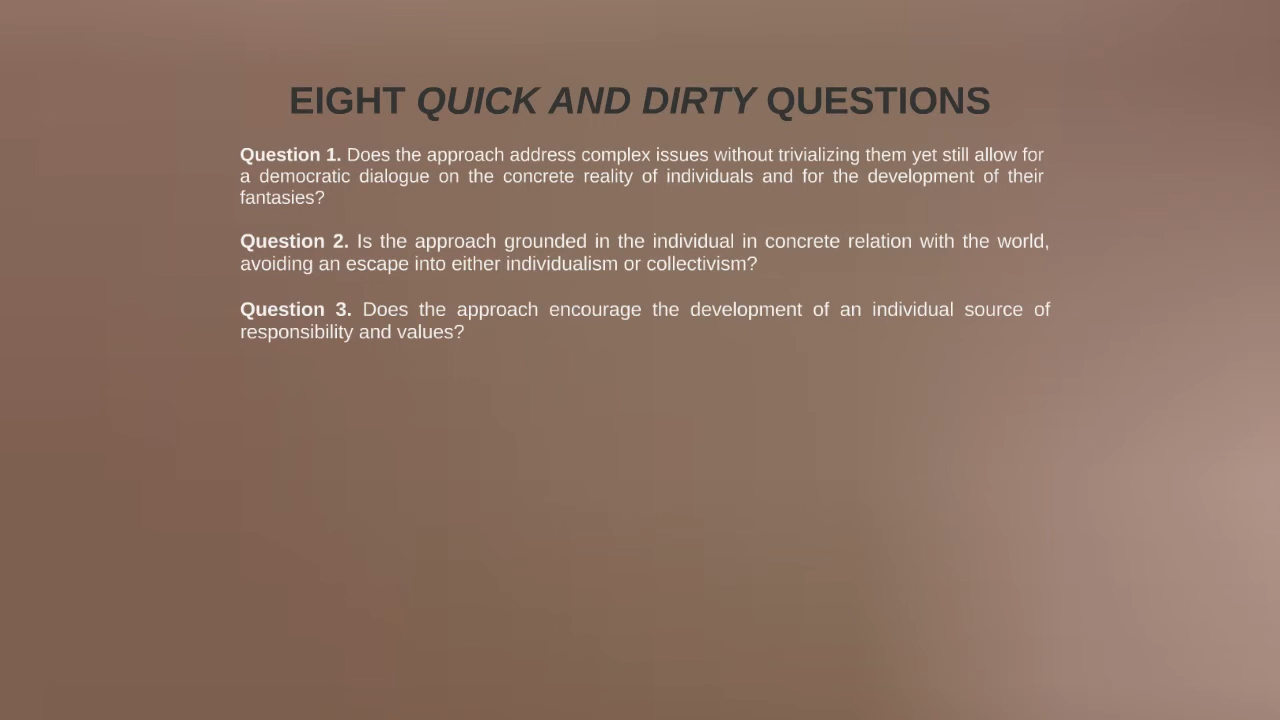 EIGHT QUICK AND DIRTY QUESTIONS
Question 1. Does the approach address complex issues without trivializing them yet still allow for
a democratic dialogue on the concrete reality of individuals and for the development of their
fantasies?
Question 2. Is the approach grounded in the individual in concrete relation with the world,
avoiding an escape into either individualism or collectivism?
Question 3. Does the approach encourage the development of an individual source of
responsibility and values?